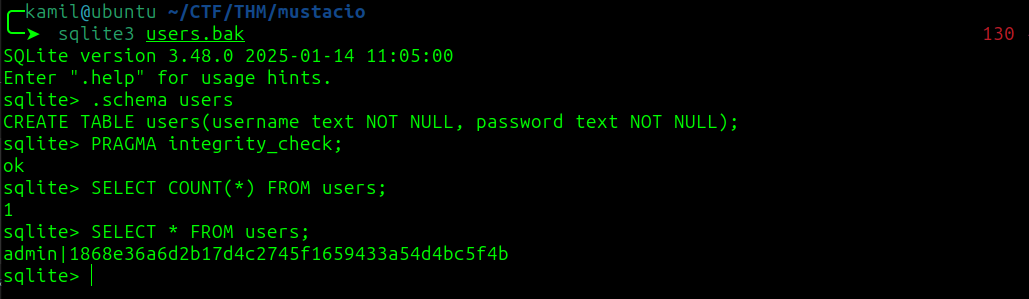 kamil@ubuntu ~/CTF/THM/mustacio
sqlite3 users.bak 130
SQLite version 3.48.0 2025-01-14 11:05:00
Enter ".help" for usage hints.
sqlite> .schema users
CREATE TABLE users(username text NOT NULL, password text NOT NULL);
sqlite> PRAGMA integrity_check;
ok
sqlite> SELECT COUNT(*) FROM users;
1
sqlite> SELECT * FROM users;
admin|1868e36a6d2b17d4c2745f1659433a54d4bc5f4b
sqlite>